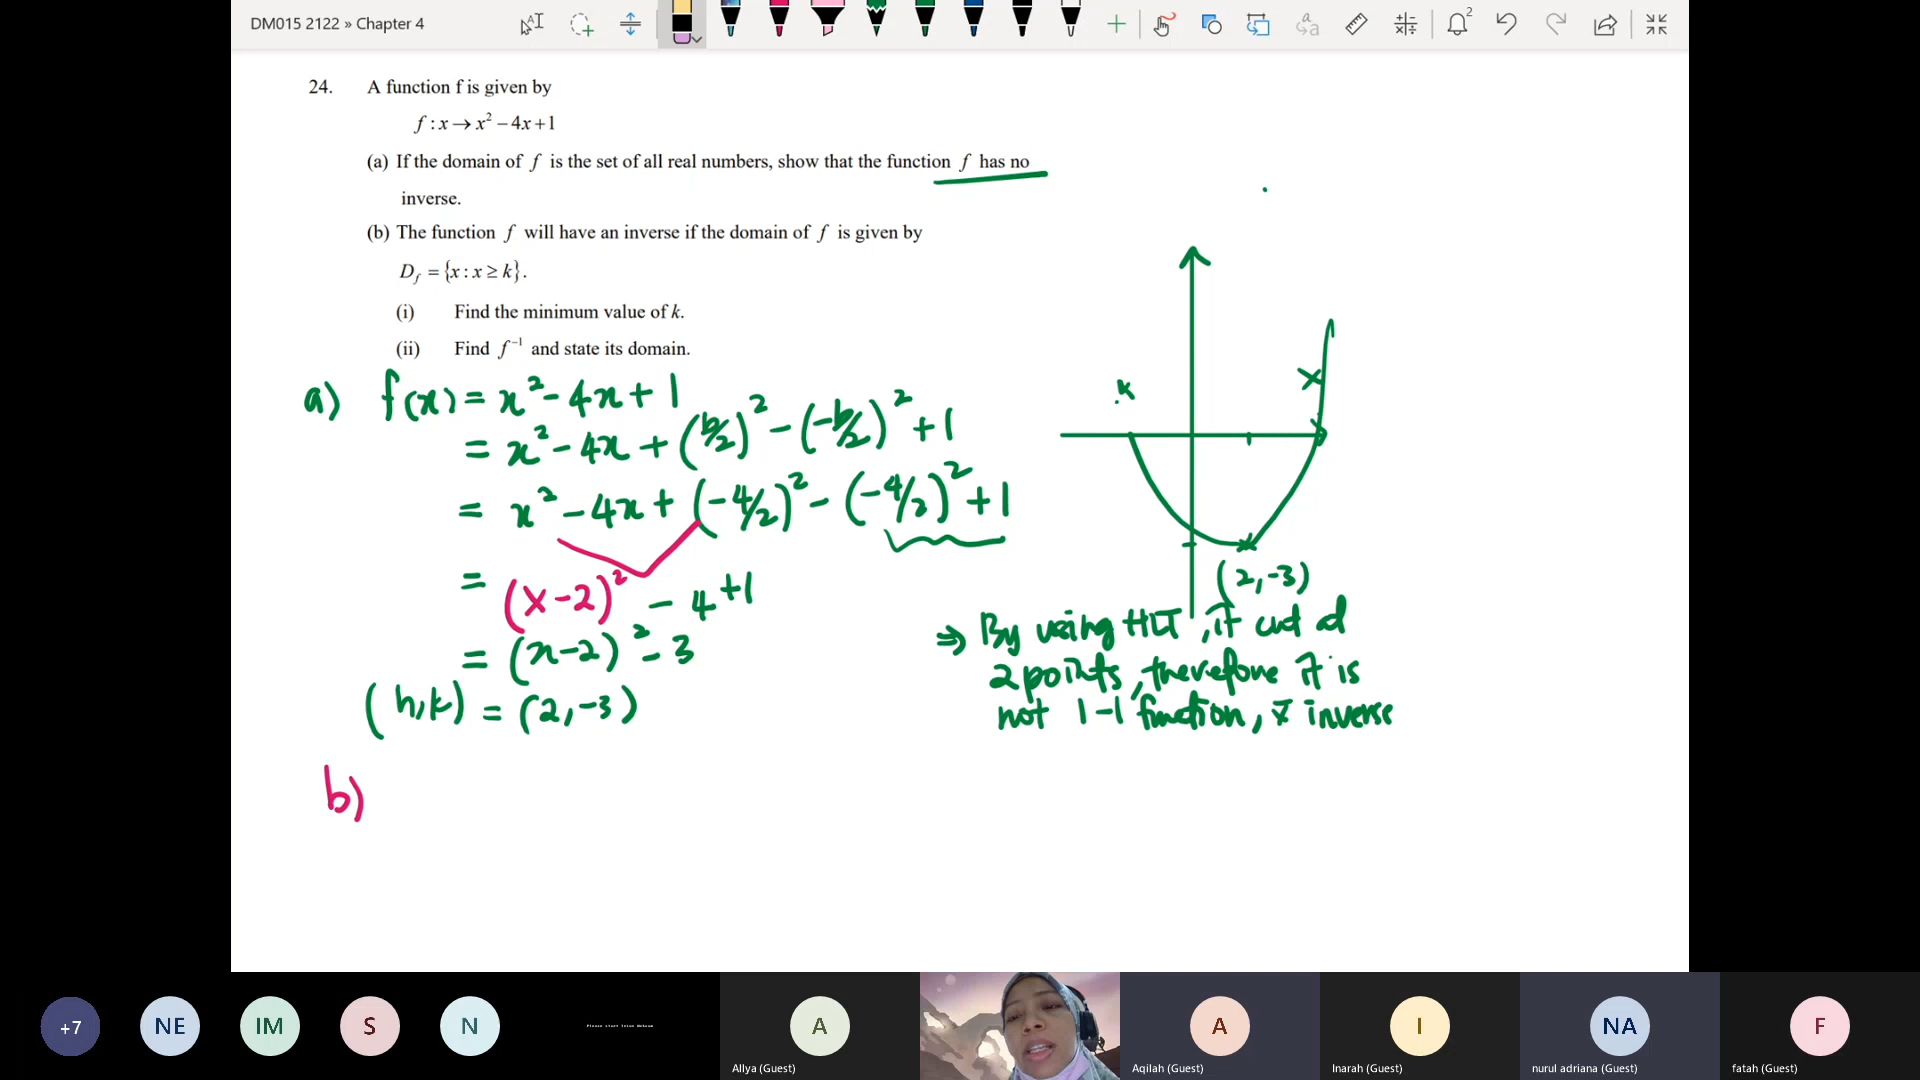 DM015 2122 » Chapter 4
2
24. A function f is given by
f : x → x² − 4x + 1
(a) If the domain of f is the set of all real numbers, show that the function f has no
inverse.
(b) The function f will have an inverse if the domain of f is given by
D_f = {x : x ≥ k}.
(i) Find the minimum value of k.
(ii) Find f⁻¹ and state its domain.
a) f(x) = x² − 4x + 1
= x² − 4x + (b/2)² − (−b/2)² + 1
= x² − 4x + (−4/2)² − (−4/2)² + 1
= (x−2)² − 4 + 1
= (x−2)² − 3
(h,k) = (2,−3)
(2,−3)
⇒ By using HLT, it cut at
2 points, therefore it is
not 1−1 function, x inverse
b)
+7
NE
IM
S
N
A
Allya (Guest)
A
Aqilah (Guest)
I
Inarah (Guest)
NA
nurul adriana (Guest)
F
fatah (Guest)